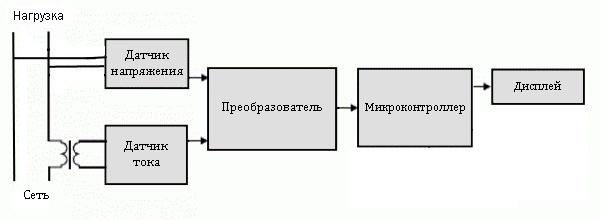 Нагрузка
Датчик
напряжения
Преобразователь
Микроконтроллер
Дисплей
Датчик
тока
Сеть